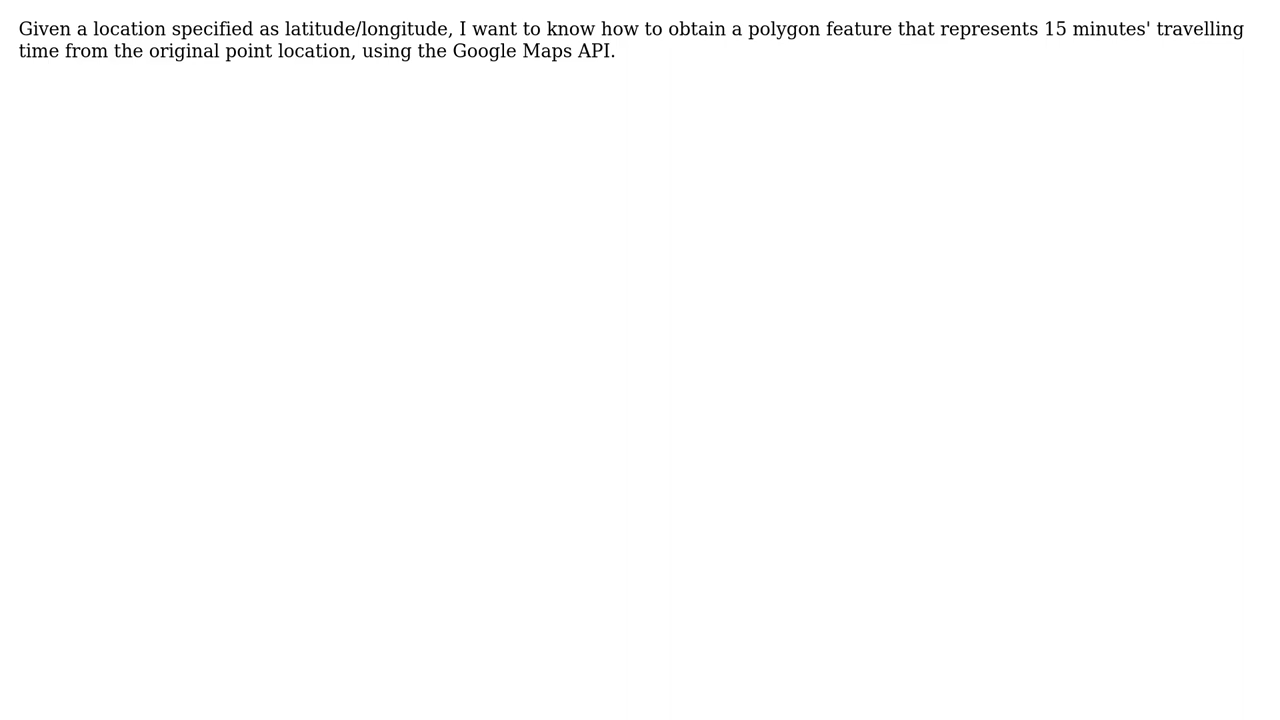 Given a location specified as latitude/longitude, I want to know how to obtain a polygon feature that represents 15 minutes' travelling
time from the original point location, using the Google Maps API.